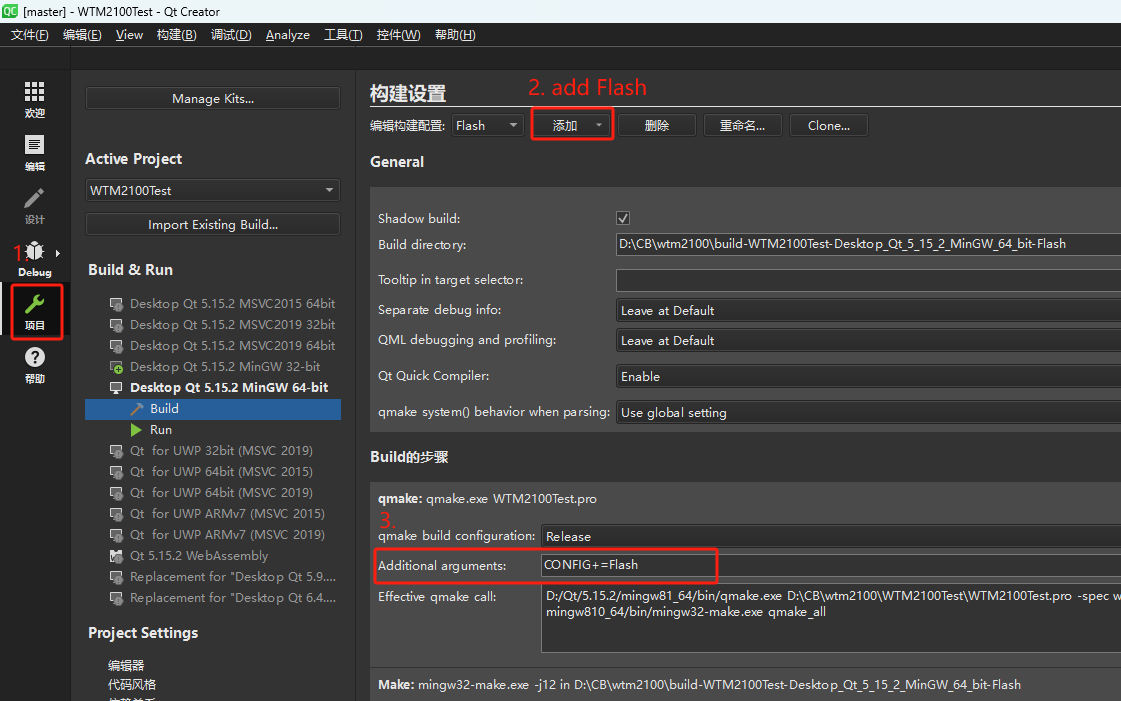 [master] - WTM2100Test - Qt Creator
文件(F) 编辑(E) View 构建(B) 调试(D) Analyze 工具(T) 控件(W) 帮助(H)
欢迎
编辑
设计
1.
Debug
项目
帮助
Manage Kits...
Active Project
WTM2100Test
Import Existing Build...
Build & Run
Desktop Qt 5.15.2 MSVC2015 64bit
Desktop Qt 5.15.2 MSVC2019 32bit
Desktop Qt 5.15.2 MSVC2019 64bit
Desktop Qt 5.15.2 MinGW 32-bit
Desktop Qt 5.15.2 MinGW 64-bit
Build
Run
Qt for UWP 32bit (MSVC 2019)
Qt for UWP 64bit (MSVC 2015)
Qt for UWP 64bit (MSVC 2019)
Qt for UWP ARMv7 (MSVC 2015)
Qt for UWP ARMv7 (MSVC 2019)
Qt 5.15.2 WebAssembly
Replacement for "Desktop Qt 5.9....
Replacement for "Desktop Qt 6.4....
Project Settings
编辑器
代码风格
构建设置
2. add Flash
编辑构建配置: Flash 添加 删除 重命名... Clone...
General
Shadow build:
Build directory: D:\CB\wtm2100\build-WTM2100Test-Desktop_Qt_5_15_2_MinGW_64_bit-Flash
Tooltip in target selector:
Separate debug info: Leave at Default
QML debugging and profiling: Leave at Default
Qt Quick Compiler: Enable
qmake system() behavior when parsing: Use global setting
Build的步骤
qmake: qmake.exe WTM2100Test.pro
3.
qmake build configuration: Release
Additional arguments: CONFIG+=Flash
Effective qmake call: D:/Qt/5.15.2/mingw81_64/bin/qmake.exe D:\CB\wtm2100\WTM2100Test\WTM2100Test.pro -spec w
mingw810_64/bin/mingw32-make.exe qmake_all
Make: mingw32-make.exe -j12 in D:\CB\wtm2100\build-WTM2100Test-Desktop_Qt_5_15_2_MinGW_64_bit-Flash